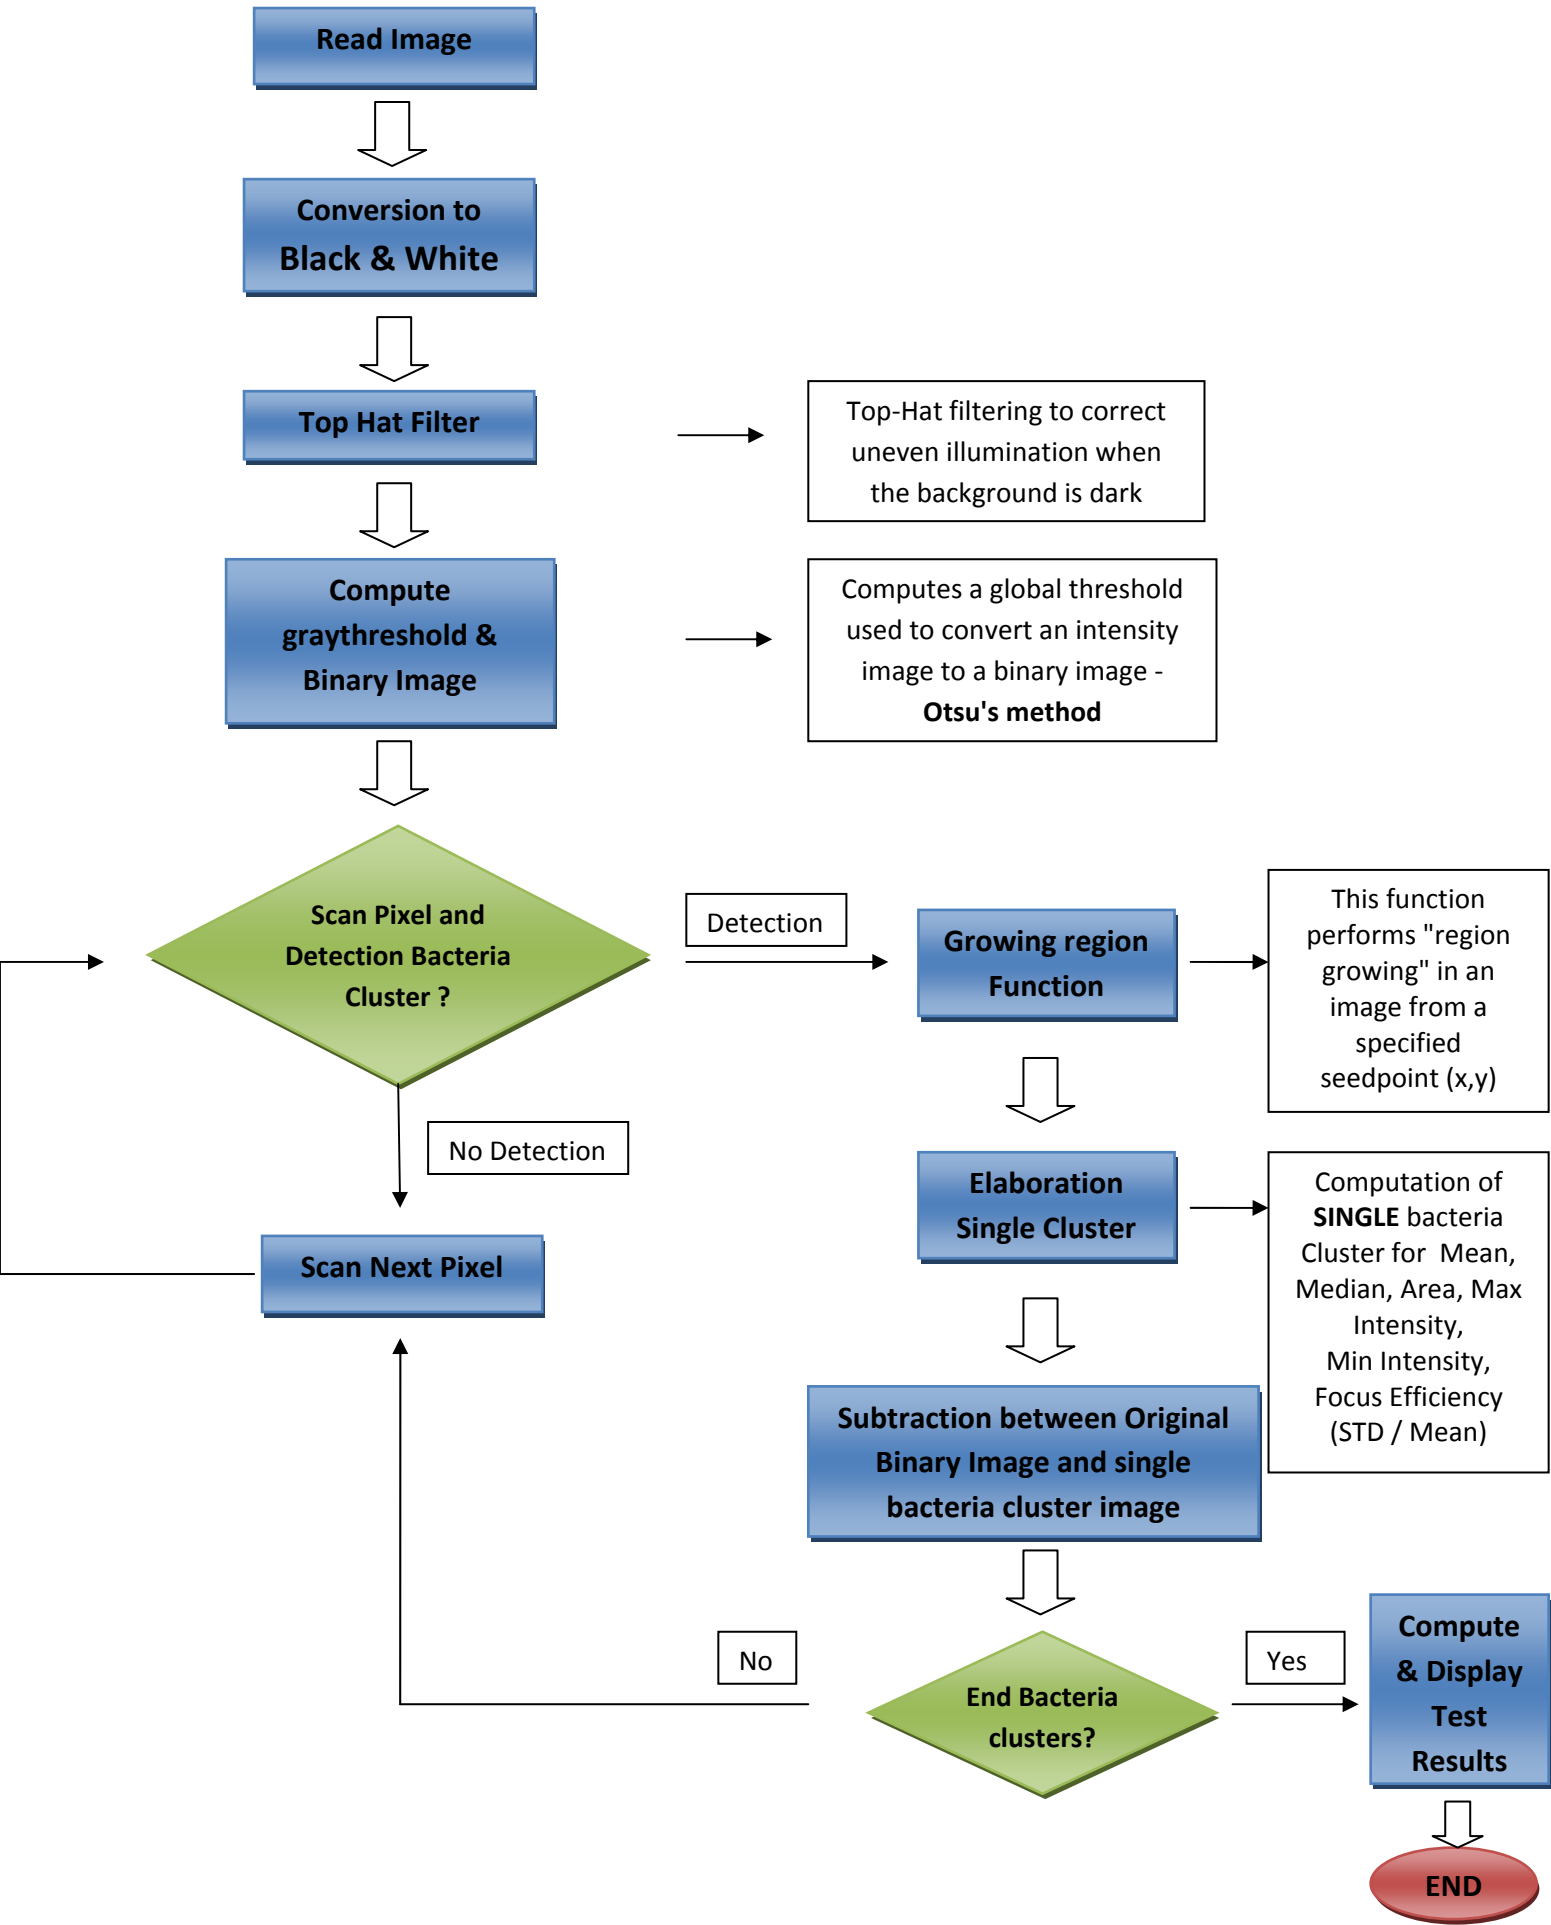 Read Image
Conversion to
Black & White
Top Hat Filter
Top-Hat filtering to correct
uneven illumination when
the background is dark
Compute
graythreshold &
Binary Image
Computes a global threshold
used to convert an intensity
image to a binary image -
Otsu's method
Scan Pixel and
Detection Bacteria
Cluster ?
Detection
Growing region
Function
This function
performs "region
growing" in an
image from a
specified
seedpoint (x,y)
No Detection
Scan Next Pixel
Elaboration
Single Cluster
Computation of
SINGLE bacteria
Cluster for  Mean,
Median, Area, Max
Intensity,
Min Intensity,
Focus Efficiency
(STD / Mean)
Subtraction between Original
Binary Image and single
bacteria cluster image
No
End Bacteria
clusters?
Yes
Compute
& Display
Test
Results
END